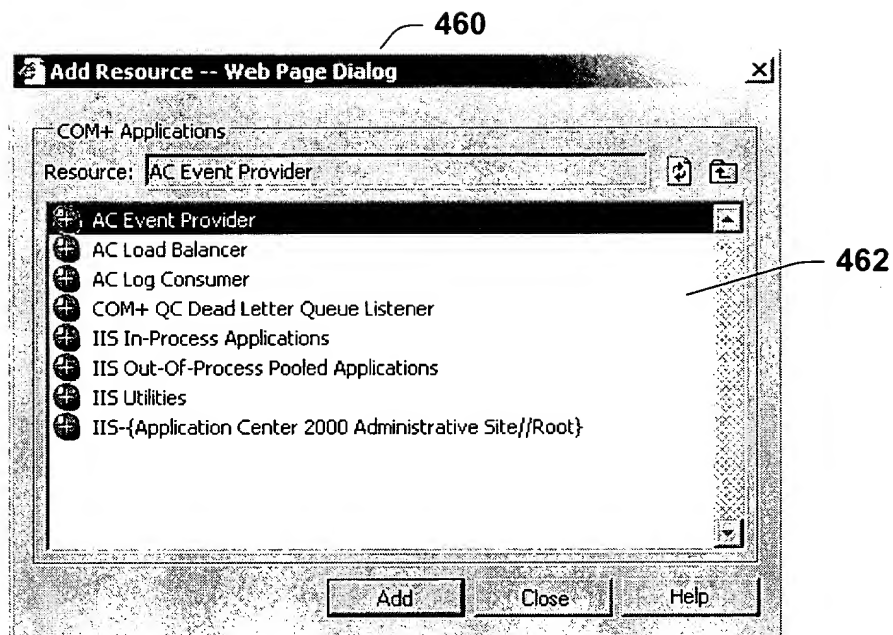 460
Add Resource -- Web Page Dialog
COM+ Applications
Resource: AC Event Provider
AC Event Provider
AC Load Balancer
AC Log Consumer
COM+ QC Dead Letter Queue Listener
IIS In-Process Applications
IIS Out-Of-Process Pooled Applications
IIS Utilities
IIS-{Application Center 2000 Administrative Site//Root}
462
Add Close Help